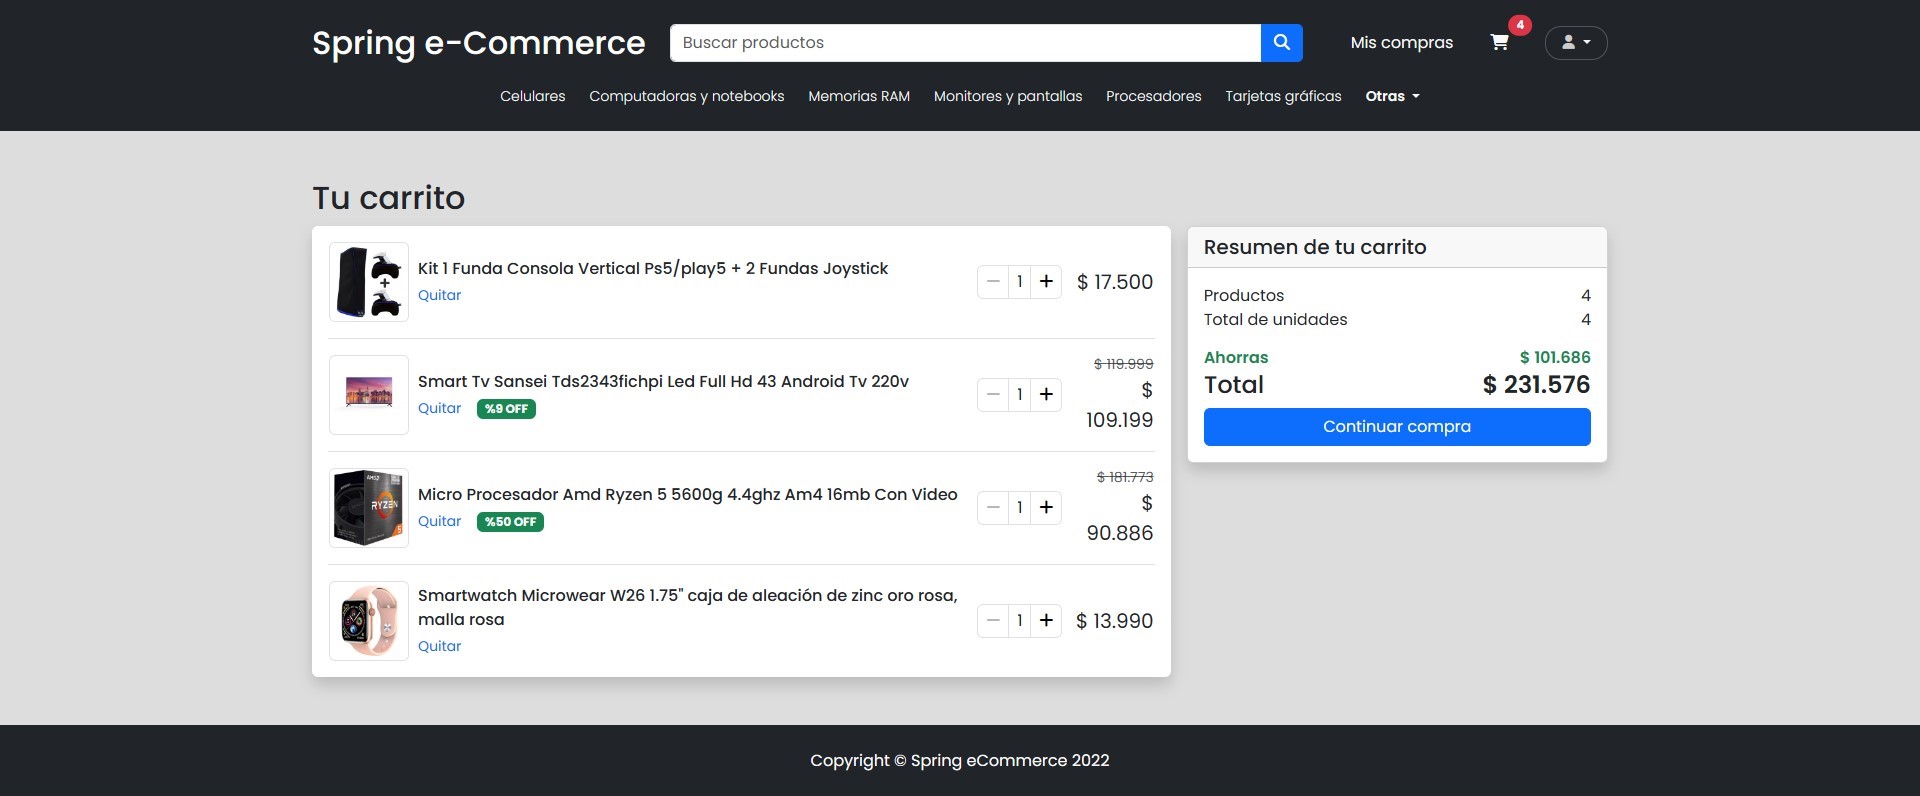 Spring e-Commerce
Buscar productos
Mis compras
4
Celulares
Computadoras y notebooks
Memorias RAM
Monitores y pantallas
Procesadores
Tarjetas gráficas
Otras
Tu carrito
Kit 1 Funda Consola Vertical Ps5/play5 + 2 Fundas Joystick
Quitar
1
$ 17.500
Smart Tv Sansei Tds2343fichpi Led Full Hd 43 Android Tv 220v
Quitar
%9 OFF
1
$ 119.999
$
109.199
AMD
RYZEN
5
Micro Procesador Amd Ryzen 5 5600g 4.4ghz Am4 16mb Con Video
Quitar
%50 OFF
1
$ 181.773
$
90.886
Smartwatch Microwear W26 1.75" caja de aleación de zinc oro rosa,
malla rosa
Quitar
1
$ 13.990
Resumen de tu carrito
Productos 4
Total de unidades 4
Ahorras $ 101.686
Total $ 231.576
Continuar compra
Copyright © Spring eCommerce 2022